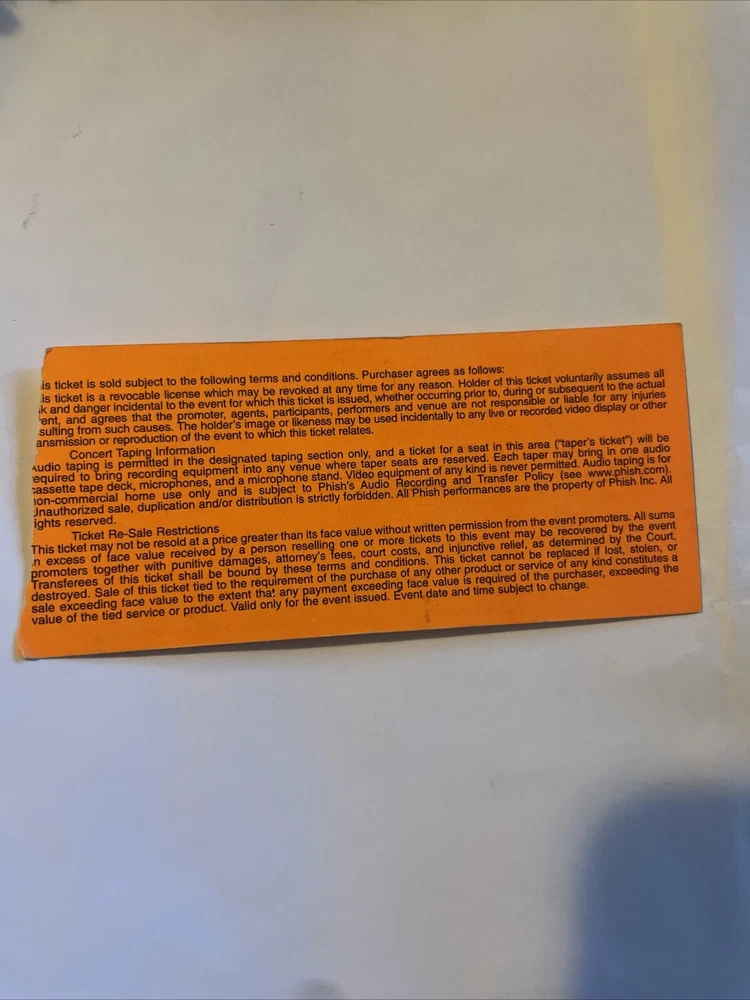 is ticket is sold subject to the following terms and conditions. Purchaser agrees as follows:
is ticket is a revocable license which may be revoked at any time for any reason. Holder of this ticket voluntarily assumes all
k and danger incidental to the event for which this ticket is issued, whether occurring prior to, during or subsequent to the actual
ent, and agrees that the promoter, agents, participants, performers and venue are not responsible or liable for any injuries
sulting from such causes. The holder's image or likeness may be used incidentally to any live or recorded video display or other
ansmission or reproduction of the event to which this ticket relates.
Concert Taping Information
Audio taping is permitted in the designated taping section only, and a ticket for a seat in this area ("taper's ticket") will be
equired to bring recording equipment into any venue where taper seats are reserved. Each taper may bring in one audio
cassette tape deck, microphones, and a microphone stand. Video equipment of any kind is never permitted. Audio taping is for
non-commercial home use only and is subject to Phish's Audio Recording and Transfer Policy (see www.phish.com).
Unauthorized sale, duplication and/or distribution is strictly forbidden. All Phish performances are the property of Phish Inc. All
ights reserved.
Ticket Re-Sale Restrictions
This ticket may not be resold at a price greater than its face value without written permission from the event promoters. All sums
in excess of face value received by a person reselling one or more tickets to this event may be recovered by the event
promoters together with punitive damages, attorney's fees, court costs, and injunctive relief, as determined by the Court.
Transferees of this ticket shall be bound by these terms and conditions. This ticket cannot be replaced if lost, stolen, or
destroyed. Sale of this ticket tied to the requirement of the purchase of any other product or service of any kind constitutes a
sale exceeding face value to the extent that any payment exceeding face value is required of the purchaser, exceeding the
value of the tied service or product. Valid only for the event issued. Event date and time subject to change.